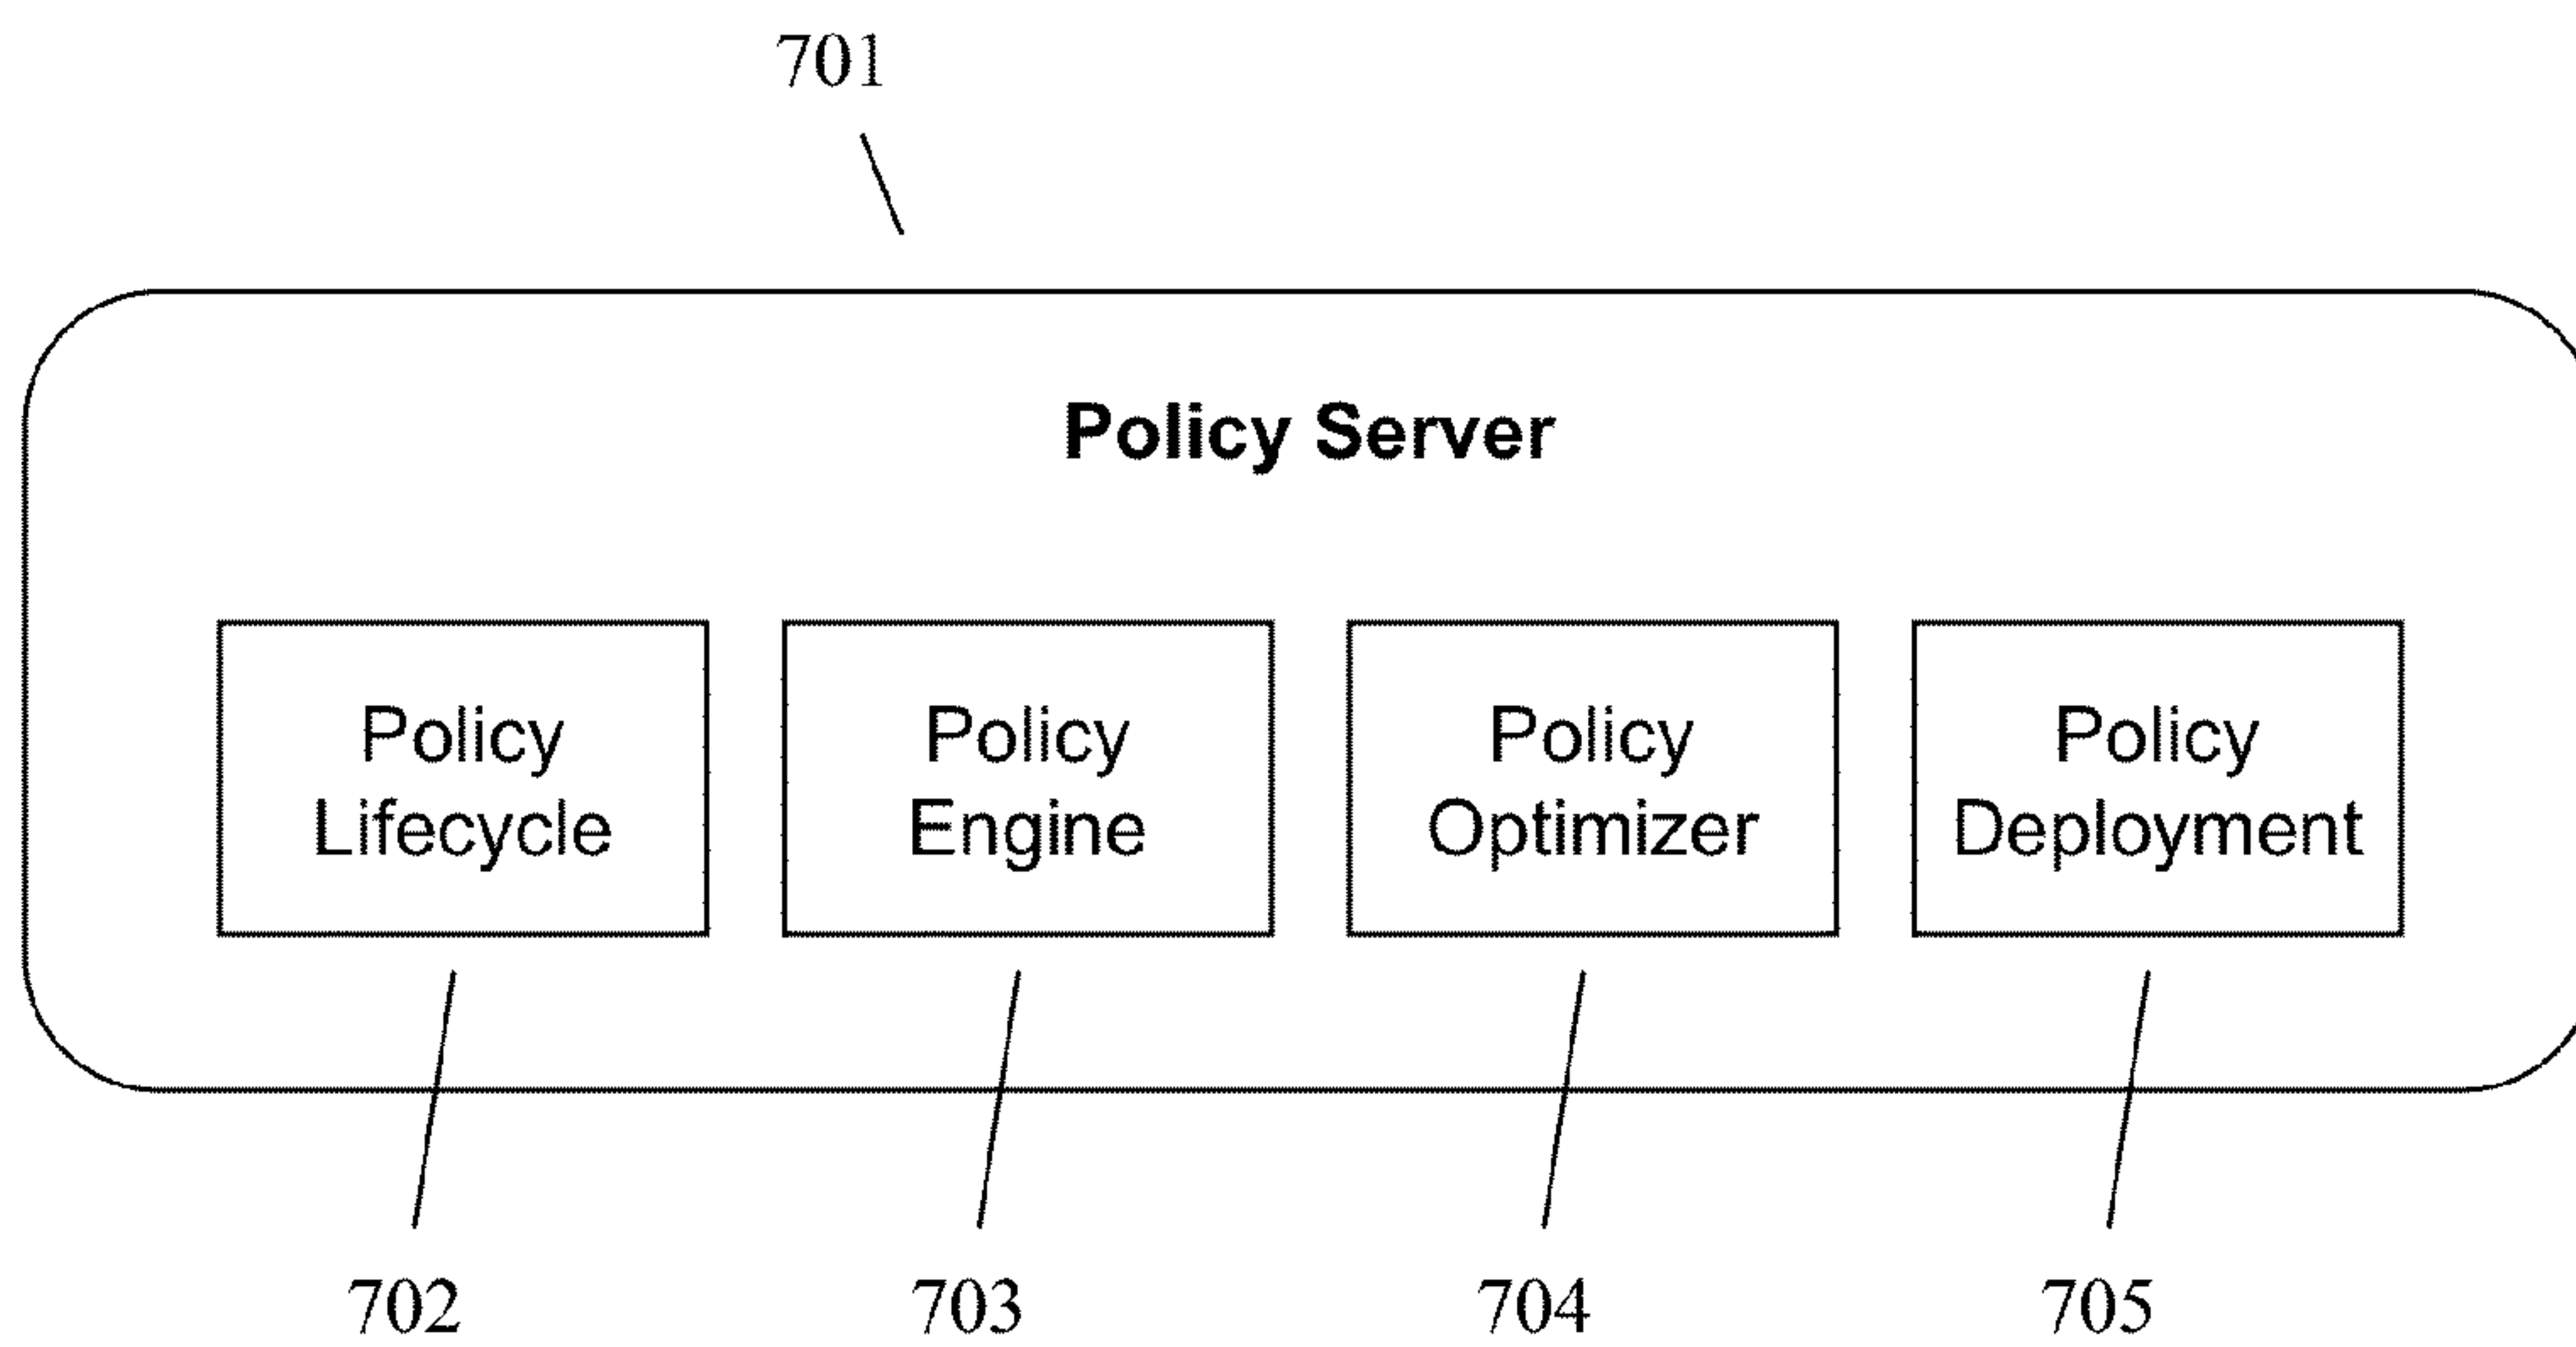 701
Policy Server
Policy
Lifecycle
Policy
Engine
Policy
Optimizer
Policy
Deployment
702
703
704
705